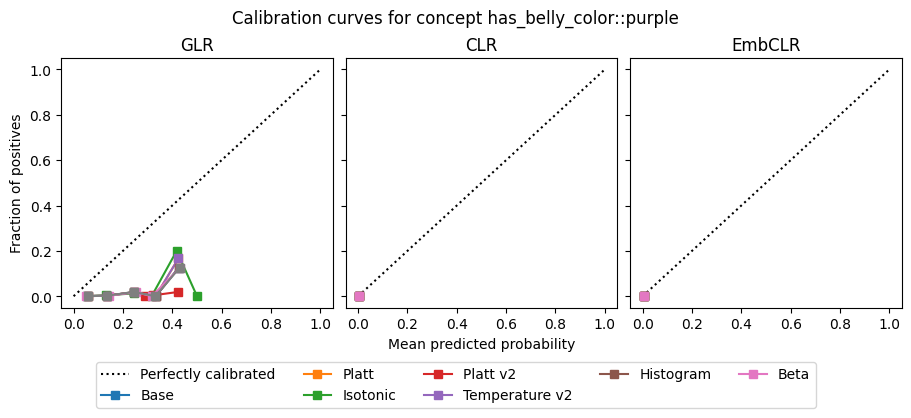 Calibration curves for concept has_belly_color::purple
GLR
CLR
EmbCLR
Fraction of positives
1.0
0.8
0.6
0.4
0.2
0.0
0.0 0.2 0.4 0.6 0.8 1.0
0.0 0.2 0.4 0.6 0.8 1.0
0.0 0.2 0.4 0.6 0.8 1.0
Mean predicted probability
Perfectly calibrated
Base
Platt
Isotonic
Platt v2
Temperature v2
Histogram
Beta